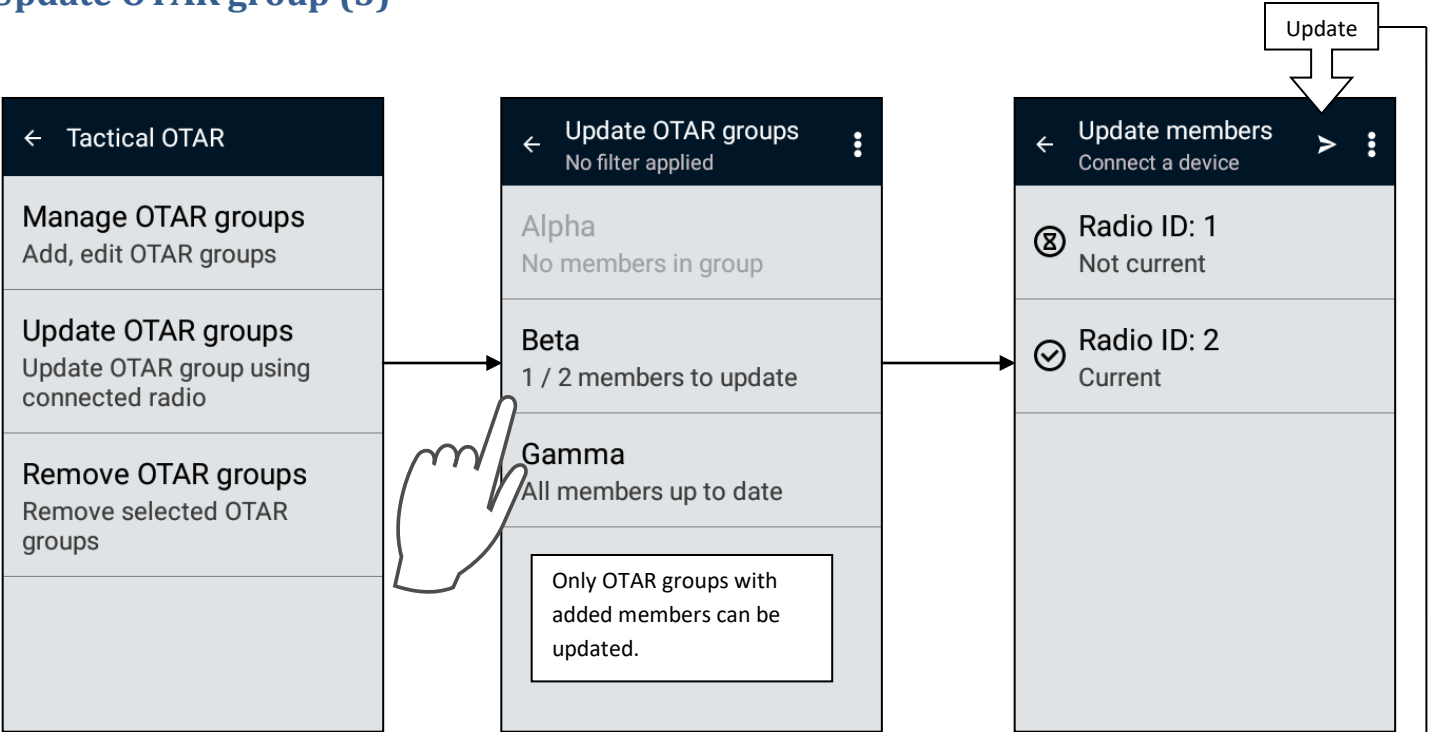 Update OTAR group (S)
Update
Tactical OTAR
Manage OTAR groups
Add, edit OTAR groups
Update OTAR groups
Update OTAR group using
connected radio
Remove OTAR groups
Remove selected OTAR
groups
Update OTAR groups
No filter applied
Alpha
No members in group
Beta
1 / 2 members to update
Gamma
All members up to date
Only OTAR groups with
added members can be
updated.
Update members
Connect a device
Radio ID: 1
Not current
Radio ID: 2
Current